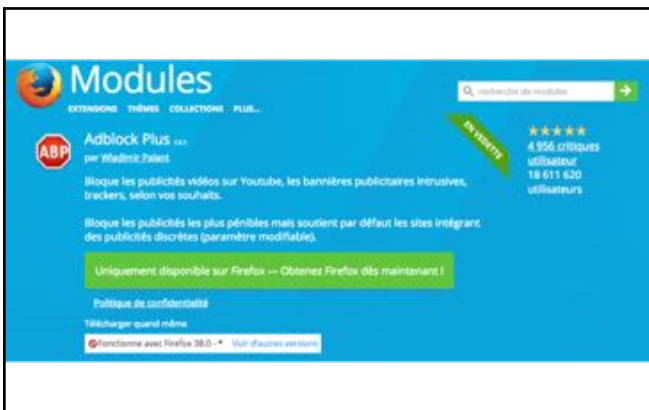 Modules
EXTENSIONS THÈMES COLLECTIONS PLUS...
recherche de modules
EN VEDETTE
ABP
Adblock Plus
par Wladimir Palant
Bloque les publicités vidéos sur Youtube, les bannières publicitaires intrusives,
trackers, selon vos souhaits.
Bloque les publicités les plus pénibles mais soutient par défaut les sites intégrant
des publicités discrètes (paramètre modifiable).
4 956 critiques
utilisateur
18 611 620
utilisateurs
Uniquement disponible sur Firefox — Obtenez Firefox dès maintenant !
Politique de confidentialité
Télécharger quand même
Fonctionne avec Firefox 38.0 - * Voir d'autres versions